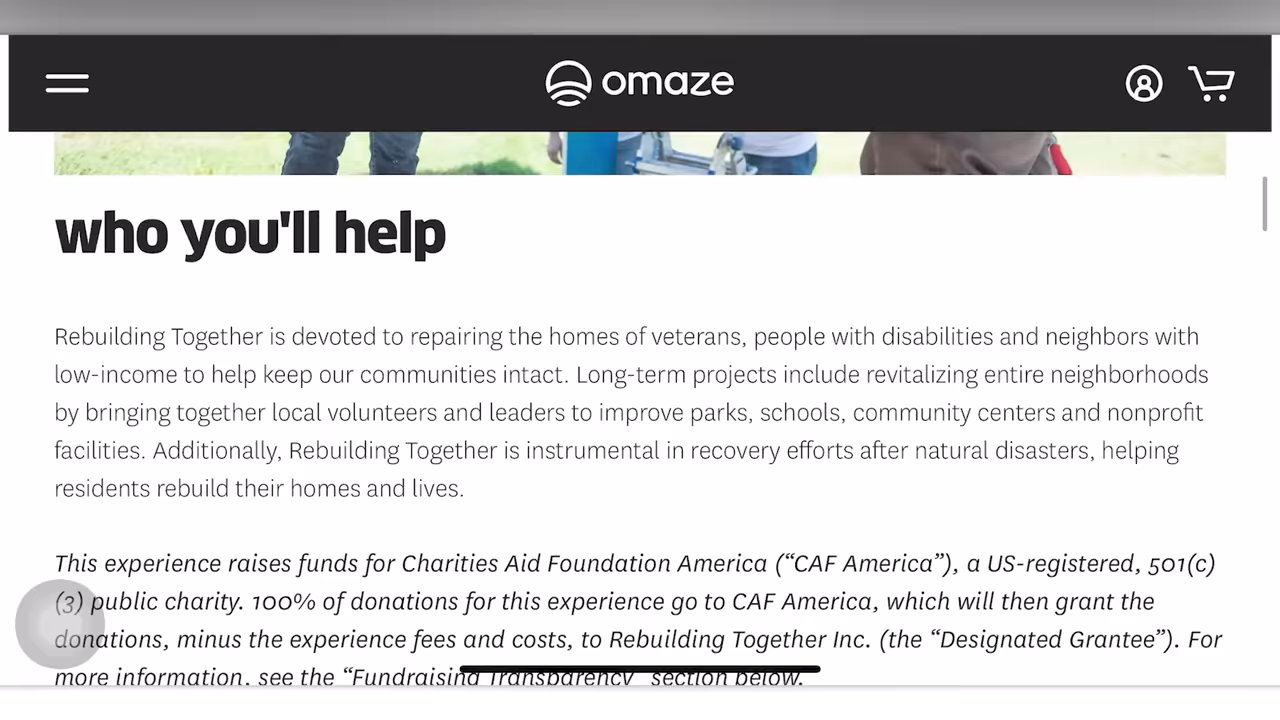 omaze
who you'll help
Rebuilding Together is devoted to repairing the homes of veterans, people with disabilities and neighbors with
low-income to help keep our communities intact. Long-term projects include revitalizing entire neighborhoods
by bringing together local volunteers and leaders to improve parks, schools, community centers and nonprofit
facilities. Additionally, Rebuilding Together is instrumental in recovery efforts after natural disasters, helping
residents rebuild their homes and lives.
This experience raises funds for Charities Aid Foundation America (“CAF America”), a US-registered, 501(c)
(3) public charity. 100% of donations for this experience go to CAF America, which will then grant the
donations, minus the experience fees and costs, to Rebuilding Together Inc. (the “Designated Grantee”). For
more information, see the “Fundraising Transparency” section below.